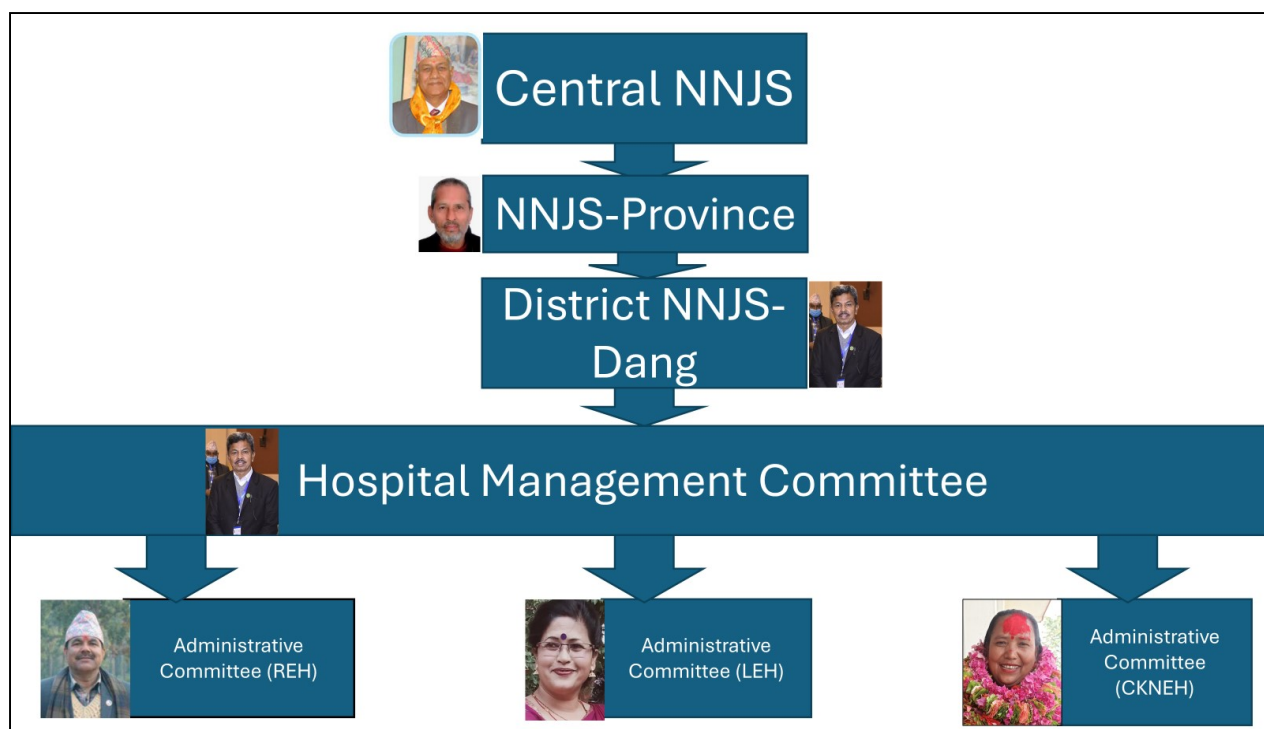 Central NNJS
NNJS-Province
District NNJS-
Dang
Hospital Management Committee
Administrative
Committee (REH)
Administrative
Committee (LEH)
Administrative
Committee
(CKNEH)